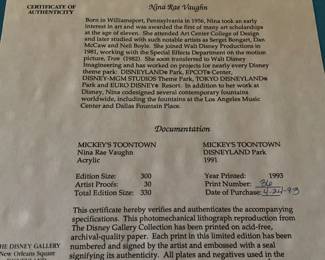 CERTIFICATE OF
AUTHENTICITY
Nina Rae Vaughn
Born in Williamsport, Pennsylvania in 1956, Nina took an early
interest in art and was awarded the first of many art scholarships
at the age of eleven. She attended Art Center College of Design
and later studied with such notable artists as Sergei Bongart, Dan
McCaw and Neil Boyle. She joined Walt Disney Productions in
1981, working with the Special Effects Department on the motion
picture, Tron (1982). She soon transferred to Walt Disney
Imagineering and has worked on projects for nearly every Disney
theme park: DISNEYLAND® Park, EPCOT® Center,
DISNEY-MGM STUDIOS Theme Park, TOKYO DISNEYLAND®
Park and EURO DISNEY® Resort. In addition to her work at
Disney, Nina codesigned several exterior fountains
worldwide, including the fountains at the Los Angeles Music
Center and Dallas Fountain Place.
Documentation
MICKEY'S TOONTOWN
Nina Rae Vaughn
Acrylic
MICKEY'S TOONTOWN
DISNEYLAND PARK
1991
Edition Size: 300
Artist Proofs: 30
Total Edition Size: 330
Year Printed: 1993
Print Number: 36
Date of Purchase: 4-24-93
This certificate hereby verifies and authenticates the accompanying
specifications. This photomechanical lithograph reproduction from
The Disney Gallery Collection has been printed on acid-free,
archival-quality paper. Each print in this limited edition has been
numbered and signed by the artist and embossed with a seal
signifying its authenticity. All plates and negatives used in the
THE DISNEY GALLERY
New Orleans Square